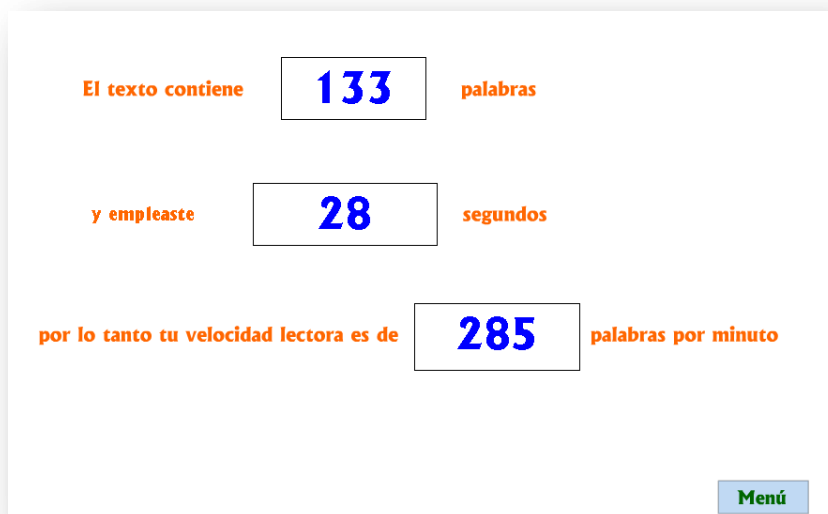 El texto contiene 133 palabras
y empleaste 28 segundos
por lo tanto tu velocidad lectora es de 285 palabras por minuto
Menú